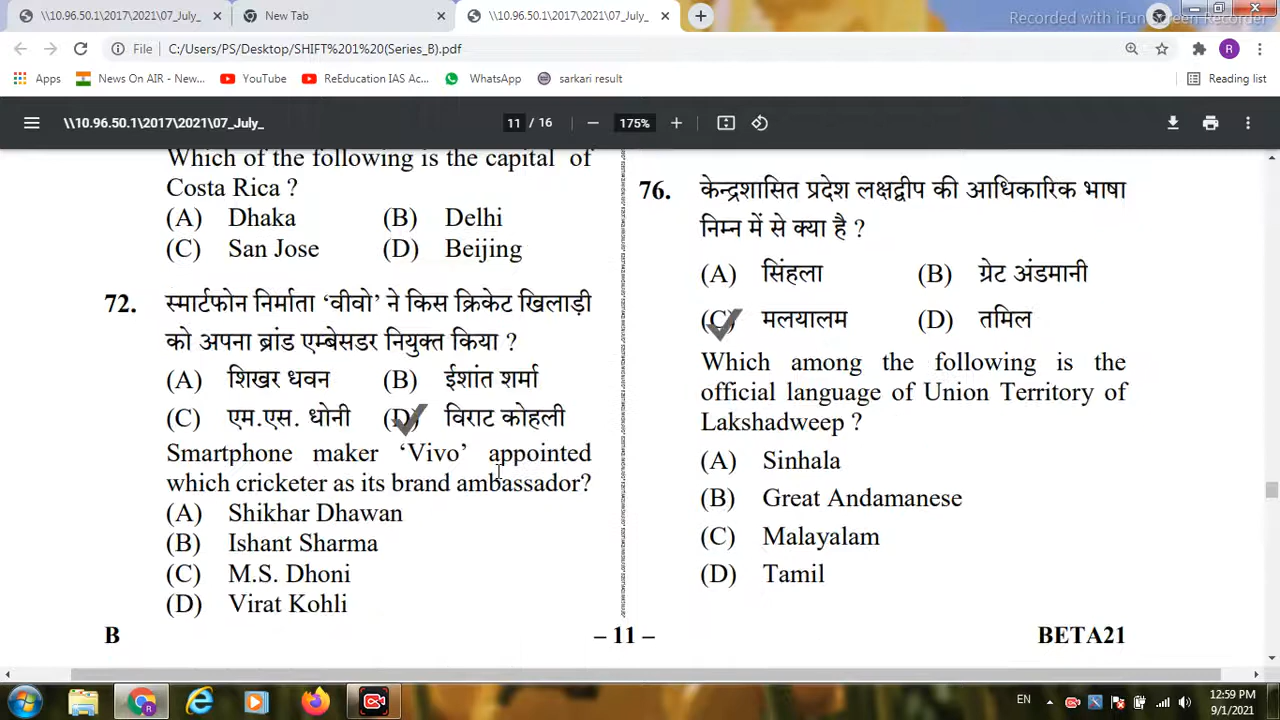 \\10.96.50.1\2017\2021\07_July_
New Tab
\\10.96.50.1\2017\2021\07_July_
Recorded with iFun Screen Recorder
File
C:/Users/PS/Desktop/SHIFT%201%20(Series_B).pdf
R
Apps
News On AIR - New...
YouTube
ReEducation IAS Ac...
WhatsApp
sarkari result
Reading list
\\10.96.50.1\2017\2021\07_July_
11 / 16
175%
Which of the following is the capital of
Costa Rica ?
(A) Dhaka (B) Delhi
(C) San Jose (D) Beijing
72. स्मार्टफोन निर्माता ‘वीवो’ ने किस क्रिकेट खिलाड़ी
को अपना ब्रांड एम्बेसडर नियुक्त किया ?
(A) शिखर धवन (B) ईशांत शर्मा
(C) एम.एस. धोनी (D) विराट कोहली
Smartphone maker ‘Vivo’ appointed
which cricketer as its brand ambassador?
(A) Shikhar Dhawan
(B) Ishant Sharma
(C) M.S. Dhoni
(D) Virat Kohli
76. केन्द्रशासित प्रदेश लक्षद्वीप की आधिकारिक भाषा
निम्न में से क्या है ?
(A) सिंहला (B) ग्रेट अंडमानी
(C) मलयालम (D) तमिल
Which among the following is the
official language of Union Territory of
Lakshadweep ?
(A) Sinhala
(B) Great Andamanese
(C) Malayalam
(D) Tamil
B – 11 – BETA21
R
EN
12:59 PM
9/1/2021